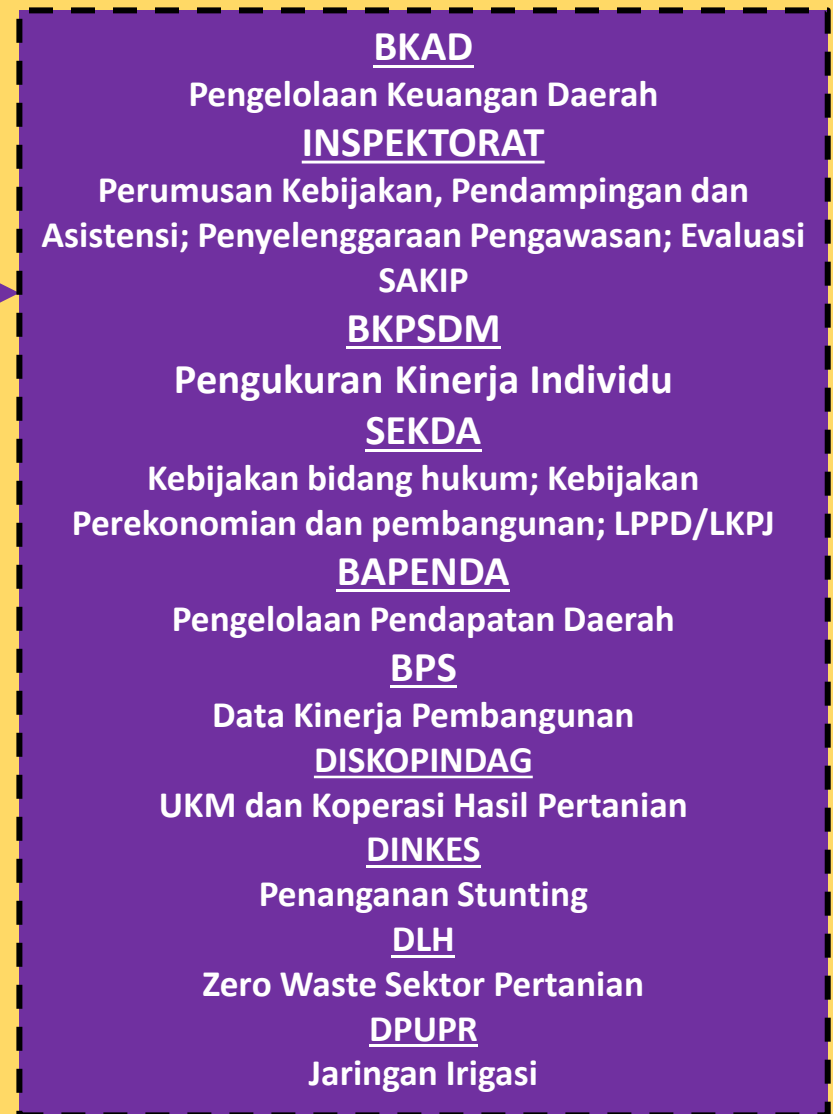 BKAD
Pengelolaan Keuangan Daerah
INSPEKTORAT
Perumusan Kebijakan, Pendampingan dan
Asistensi; Penyelenggaraan Pengawasan; Evaluasi
SAKIP
BKPSDM
Pengukuran Kinerja Individu
SEKDA
Kebijakan bidang hukum; Kebijakan
Perekonomian dan pembangunan; LPPD/LKPJ
BAPENDA
Pengelolaan Pendapatan Daerah
BPS
Data Kinerja Pembangunan
DISKOPINDAG
UKM dan Koperasi Hasil Pertanian
DINKES
Penanganan Stunting
DLH
Zero Waste Sektor Pertanian
DPUPR
Jaringan Irigasi